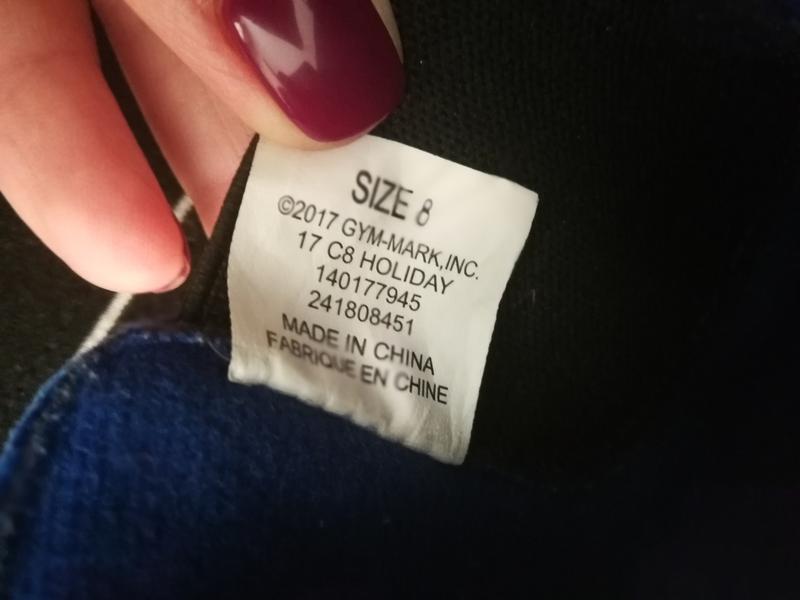 SIZE 8
©2017 GYM-MARK,INC.
17 C8 HOLIDAY
140177945
241808451
MADE IN CHINA
FABRIQUE EN CHINE